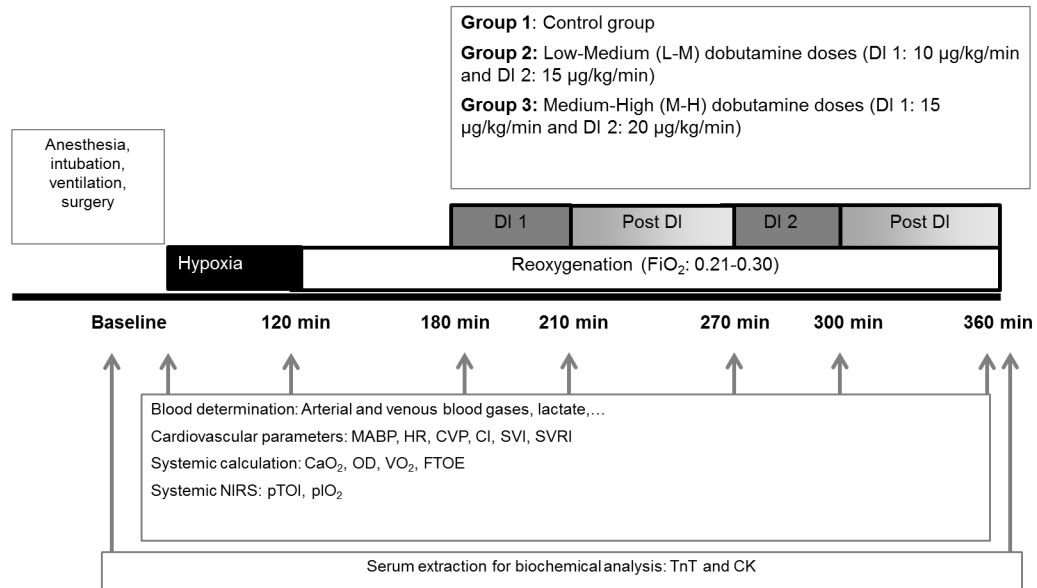 Group 1: Control group
Group 2: Low-Medium (L-M) dobutamine doses (DI 1: 10 µg/kg/min
and DI 2: 15 µg/kg/min)
Group 3: Medium-High (M-H) dobutamine doses (DI 1: 15
µg/kg/min and DI 2: 20 µg/kg/min)
Anesthesia,
intubation,
ventilation,
surgery
DI 1
Post DI
DI 2
Post DI
Hypoxia
Reoxygenation (FiO₂: 0.21-0.30)
Baseline
120 min
180 min
210 min
270 min
300 min
360 min
Blood determination: Arterial and venous blood gases, lactate,...
Cardiovascular parameters: MABP, HR, CVP, CI, SVI, SVRI
Systemic calculation: CaO₂, OD, VO₂, FTOE
Systemic NIRS: pTOI, pIO₂
Serum extraction for biochemical analysis: TnT and CK